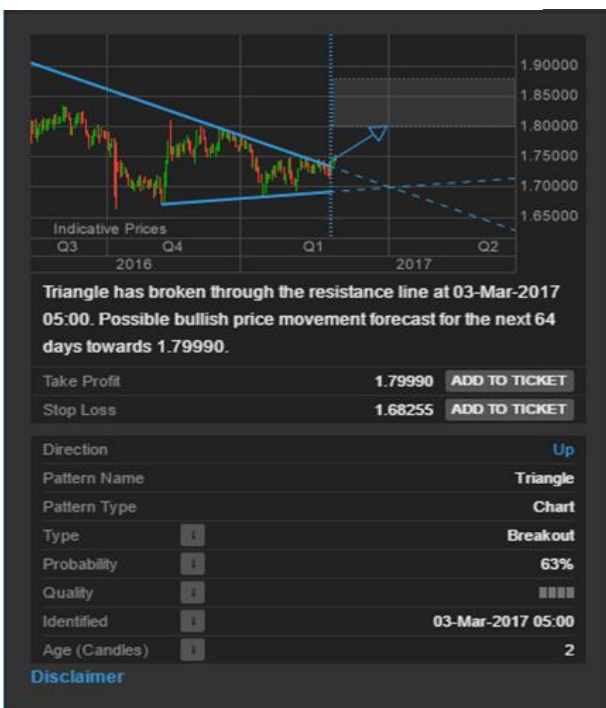 1.90000
1.85000
1.80000
1.75000
1.70000
1.65000
Indicative Prices
Q3 Q4 Q1 Q2
2016 2017
Triangle has broken through the resistance line at 03-Mar-2017
05:00. Possible bullish price movement forecast for the next 64
days towards 1.79990.
Take Profit 1.79990 ADD TO TICKET
Stop Loss 1.68255 ADD TO TICKET
Direction Up
Pattern Name Triangle
Pattern Type Chart
Type Breakout
Probability 63%
Quality
Identified 03-Mar-2017 05:00
Age (Candles) 2
Disclaimer